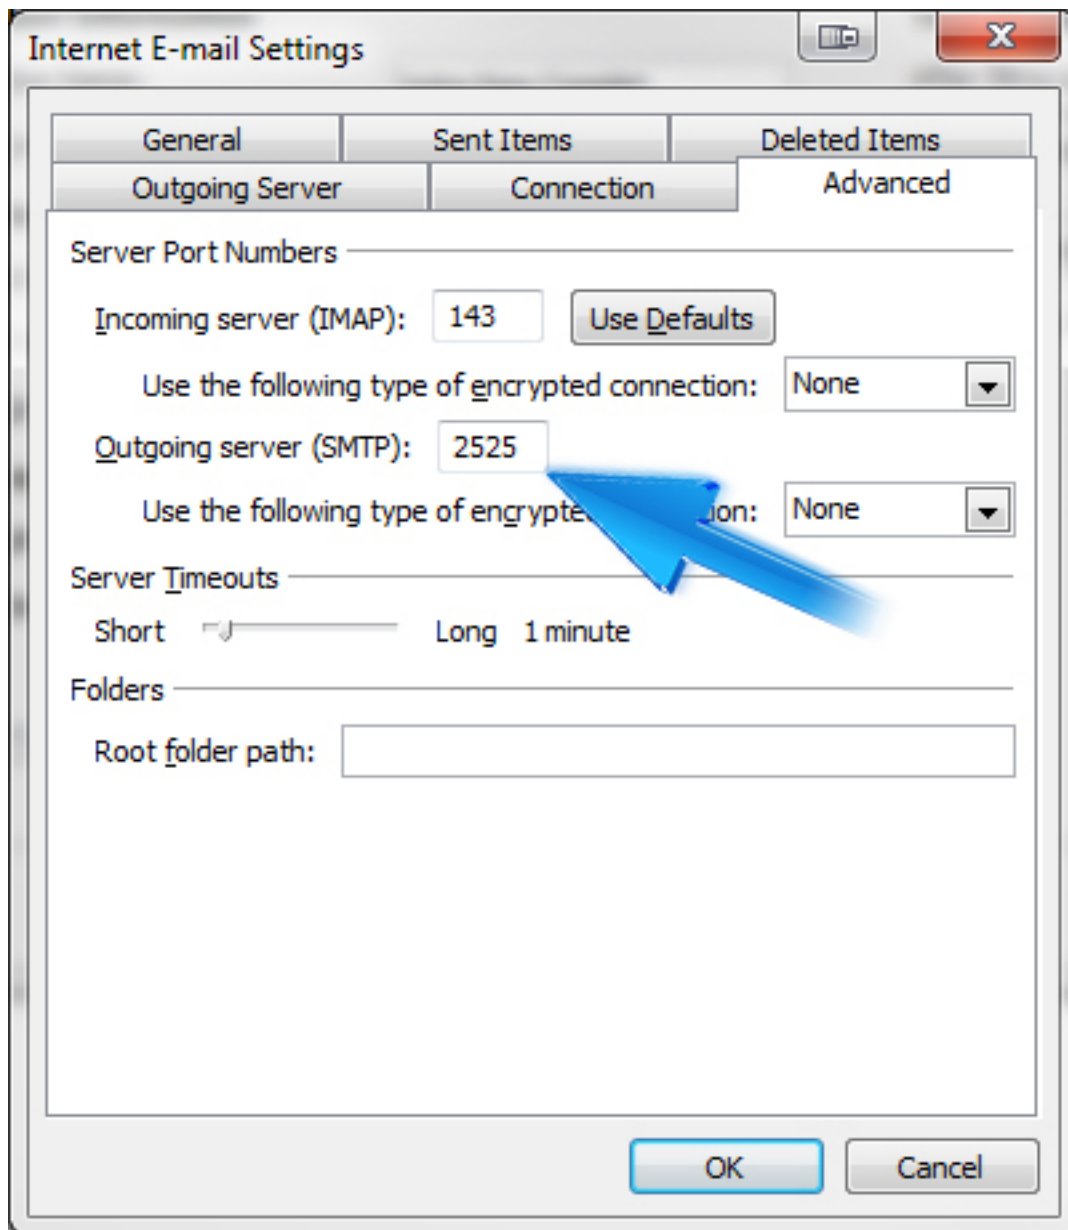 Internet E-mail Settings
General Sent Items Deleted Items
Outgoing Server Connection Advanced
Server Port Numbers
Incoming server (IMAP): 143 Use Defaults
Use the following type of encrypted connection: None
Outgoing server (SMTP): 2525
Use the following type of None
Server Timeouts
Short Long 1 minute
Folders
Root folder path:
OK Cancel